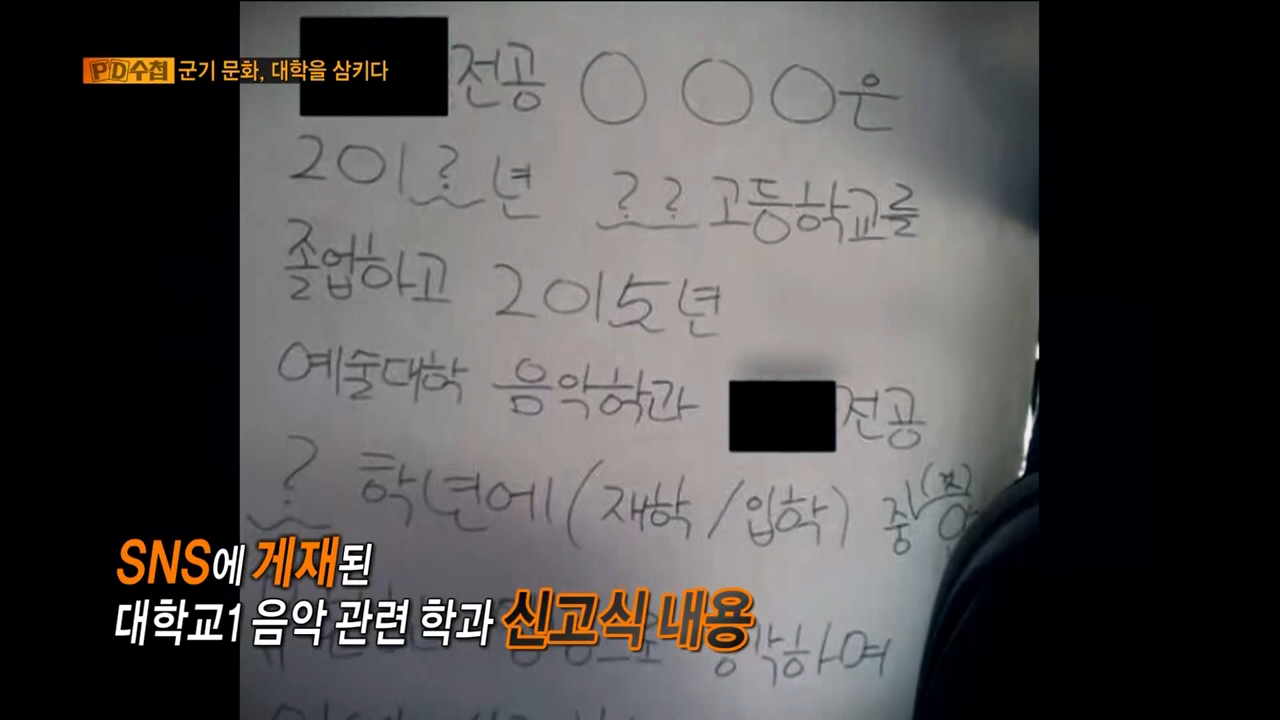 PD수첩 군기 문화, 대학을 삼키다
전공 ○○○은
201?년 ??고등학교를
졸업하고 2015년
예술대학 음악학과 전공
?학년에(재학/입학) 중
SNS에 게재된
대학교1 음악 관련 학과 신고식 내용